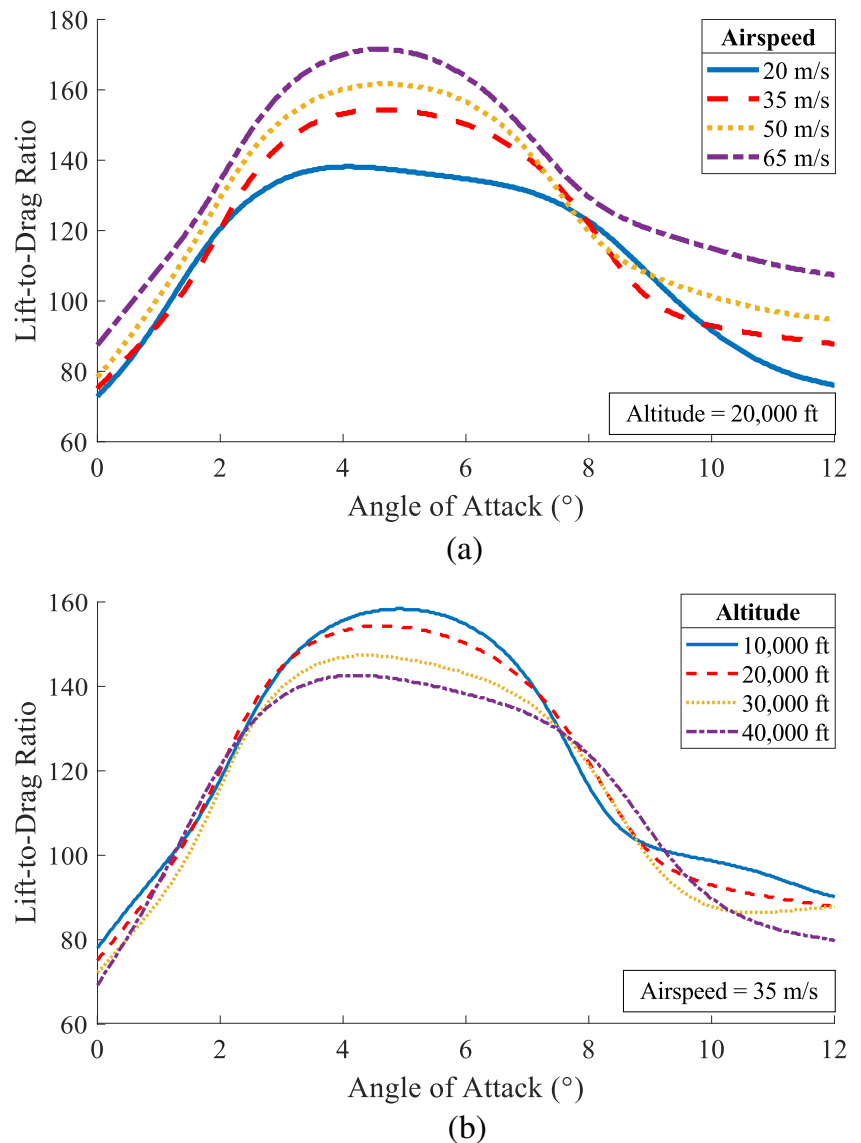 180
160
140
120
100
80
60
Lift-to-Drag Ratio
Airspeed
20 m/s
35 m/s
50 m/s
65 m/s
Altitude = 20,000 ft
0 2 4 6 8 10 12
Angle of Attack (°)
(a)
160
140
120
100
80
60
Lift-to-Drag Ratio
Altitude
10,000 ft
20,000 ft
30,000 ft
40,000 ft
Airspeed = 35 m/s
0 2 4 6 8 10 12
Angle of Attack (°)
(b)